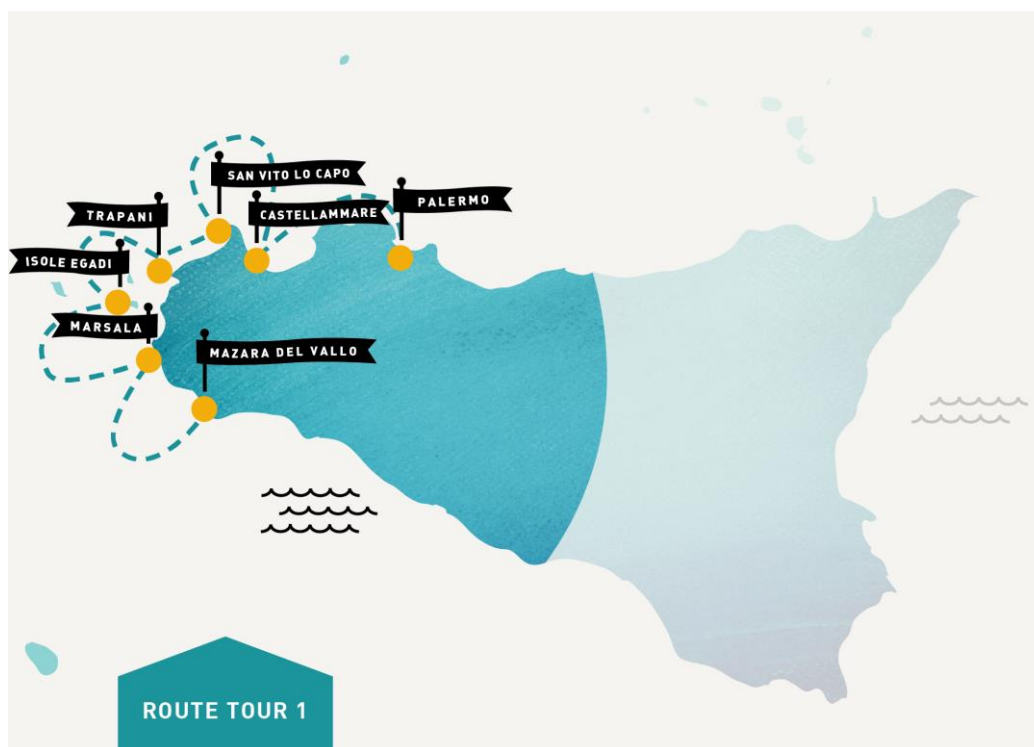 SAN VITO LO CAPO
TRAPANI
CASTELLAMMARE
PALERMO
ISOLE EGADI
MARSALA
MAZARA DEL VALLO
ROUTE TOUR 1